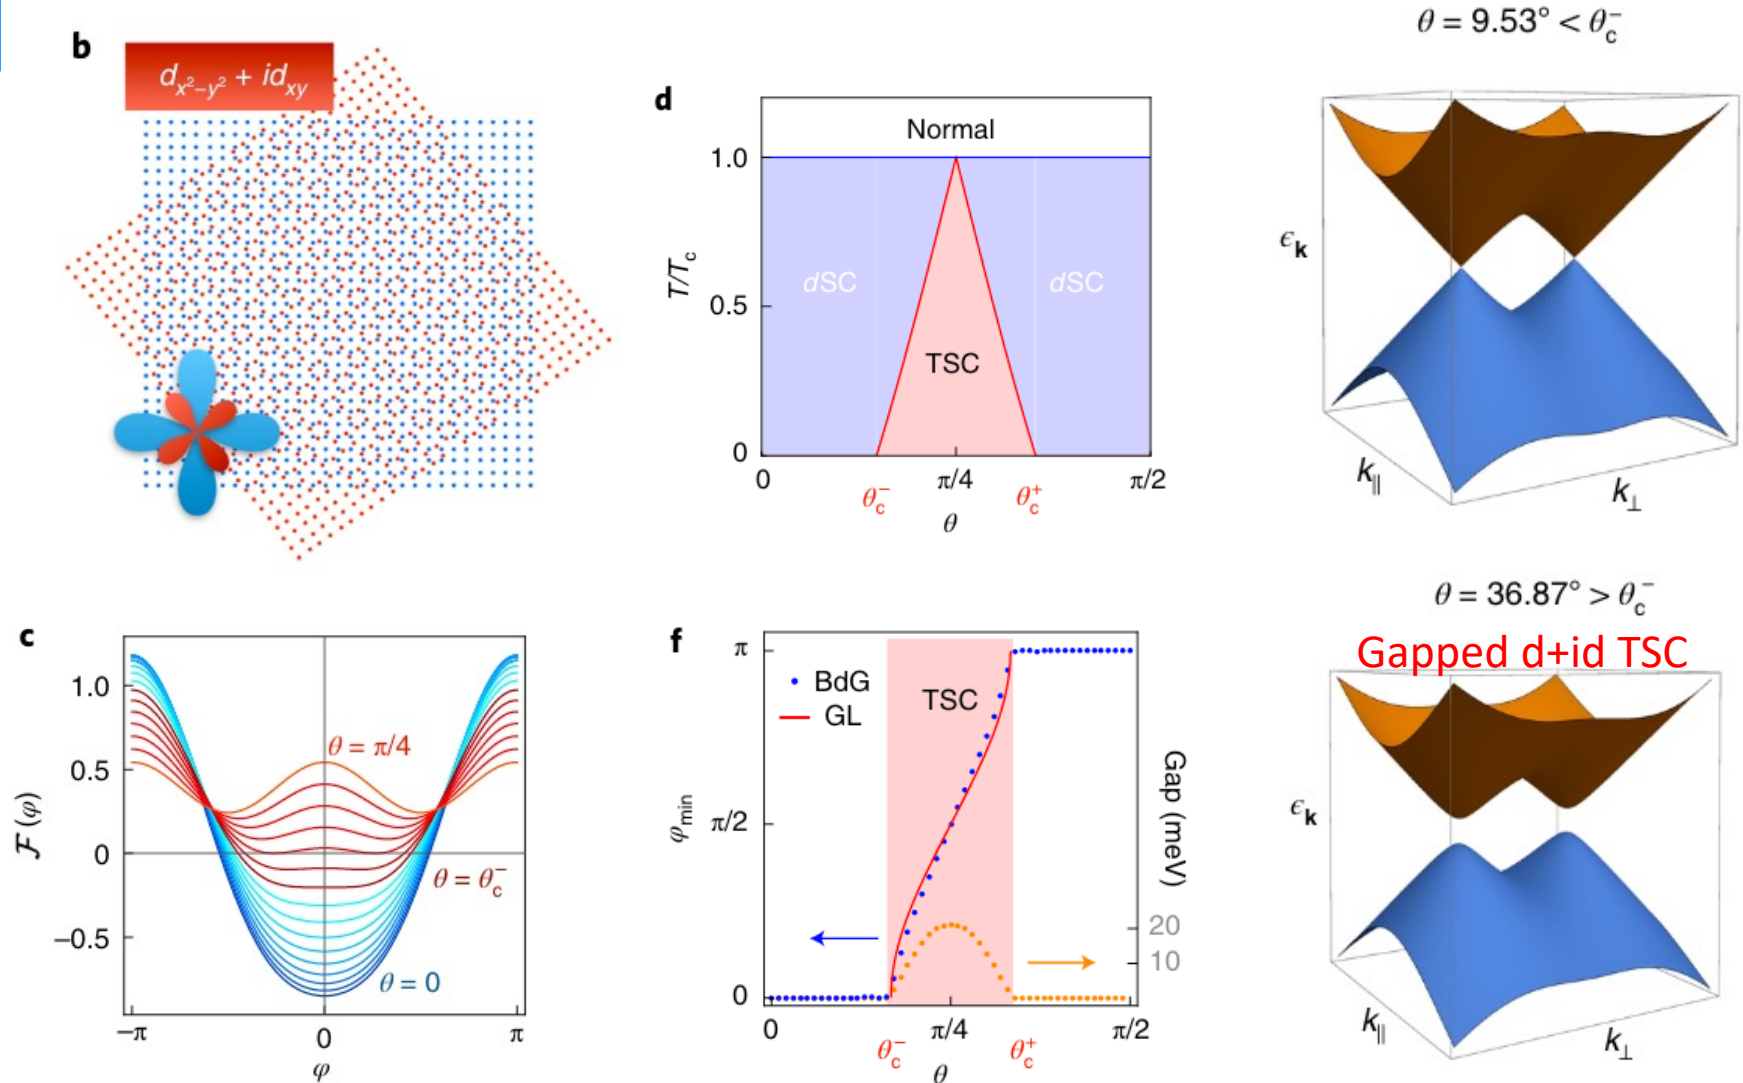 b
d_{x²−y²} + id_{xy}
d
Normal
1.0
0.5
0
T/T_c
dSC
dSC
TSC
0
π/4
π/2
θ_c^−
θ_c^+
θ
θ = 9.53° < θ_c^−
ϵ_k
k_∥
k_⊥
c
1.0
0.5
0
−0.5
F(φ)
θ = π/4
θ = θ_c^−
θ = 0
−π
0
π
φ
f
π
π/2
0
φ_min
BdG
GL
TSC
Gap (meV)
20
10
0
π/4
π/2
θ_c^−
θ_c^+
θ
θ = 36.87° > θ_c^−
Gapped d+id TSC
ϵ_k
k_∥
k_⊥